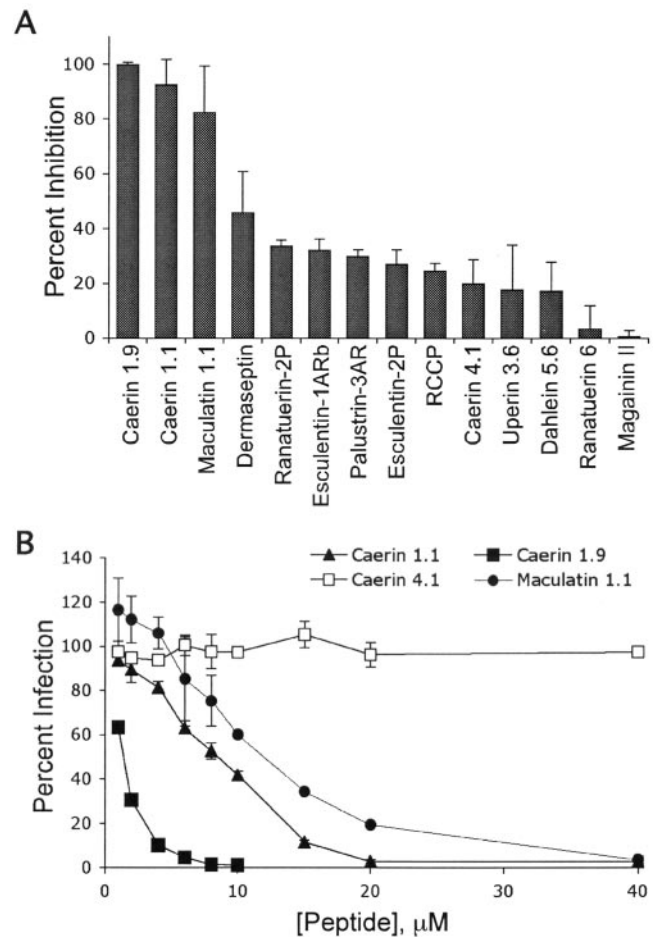 A
Percent Inhibition
100
80
60
40
20
0
Caerin 1.9
Caerin 1.1
Maculatin 1.1
Dermaseptin
Ranatuerin-2P
Esculentin-1ARb
Palustrin-3AR
Esculentin-2P
RCCP
Caerin 4.1
Uperin 3.6
Dahlein 5.6
Ranatuerin 6
Magainin II
B
Percent Infection
140
120
100
80
60
40
20
0
Caerin 1.1
Caerin 1.9
Caerin 4.1
Maculatin 1.1
0 10 20 30 40
[Peptide], μM